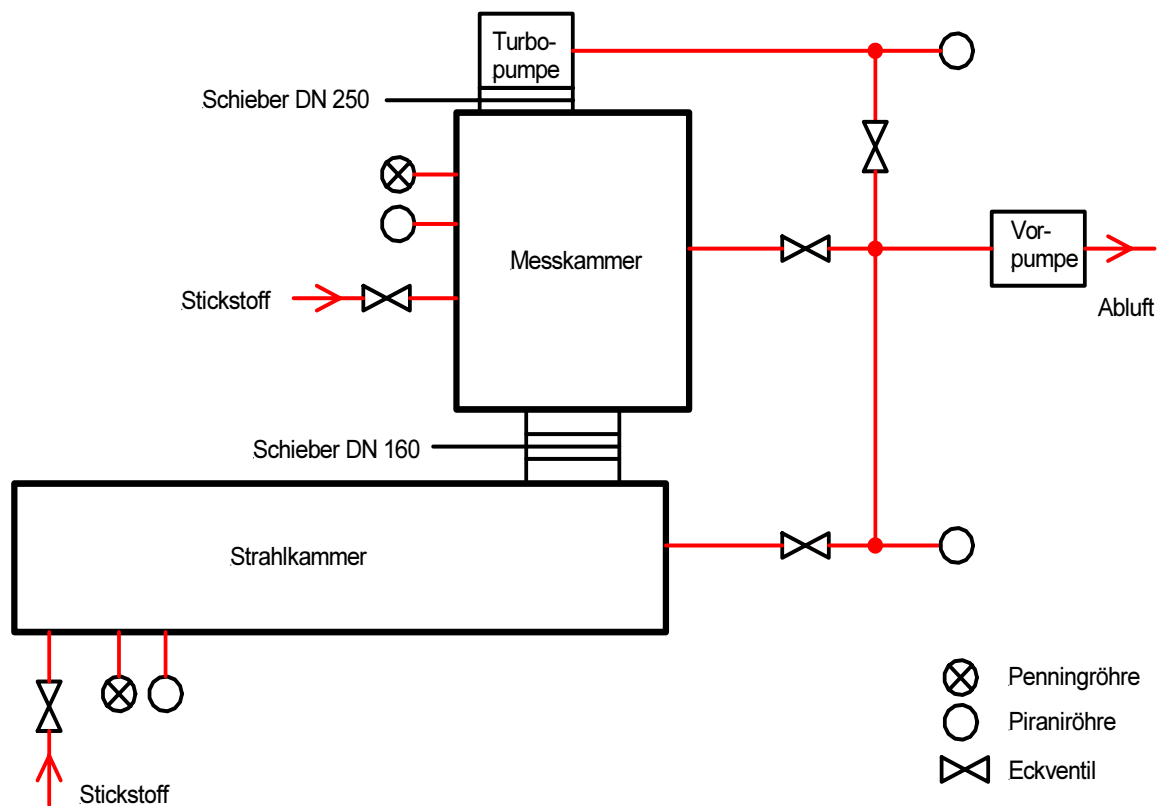 Turbo-
pumpe
Schieber DN 250
Messkammer
Vor-
pumpe
Stickstoff
Abluft
Schieber DN 160
Strahlkammer
Penningröhre
Piraniröhre
Eckventil
Stickstoff